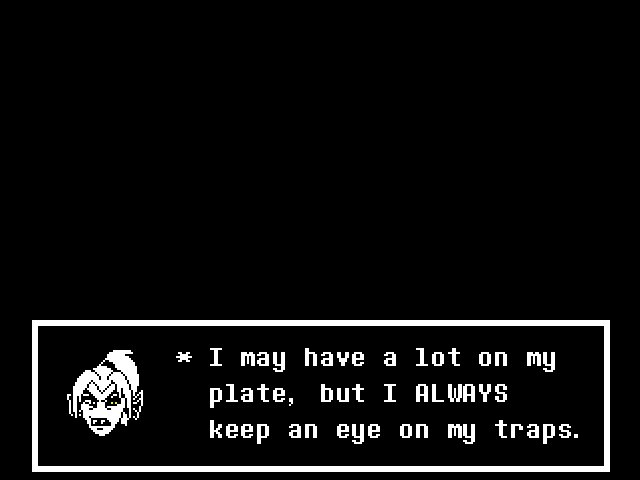 * I may have a lot on my
plate, but I ALWAYS
keep an eye on my traps.